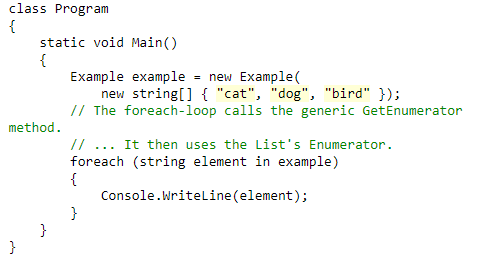 class Program
{
    static void Main()
    {
        Example example = new Example(
            new string[] { "cat", "dog", "bird" });
        // The foreach-loop calls the generic GetEnumerator
method.
        // ... It then uses the List's Enumerator.
        foreach (string element in example)
        {
            Console.WriteLine(element);
        }
    }
}